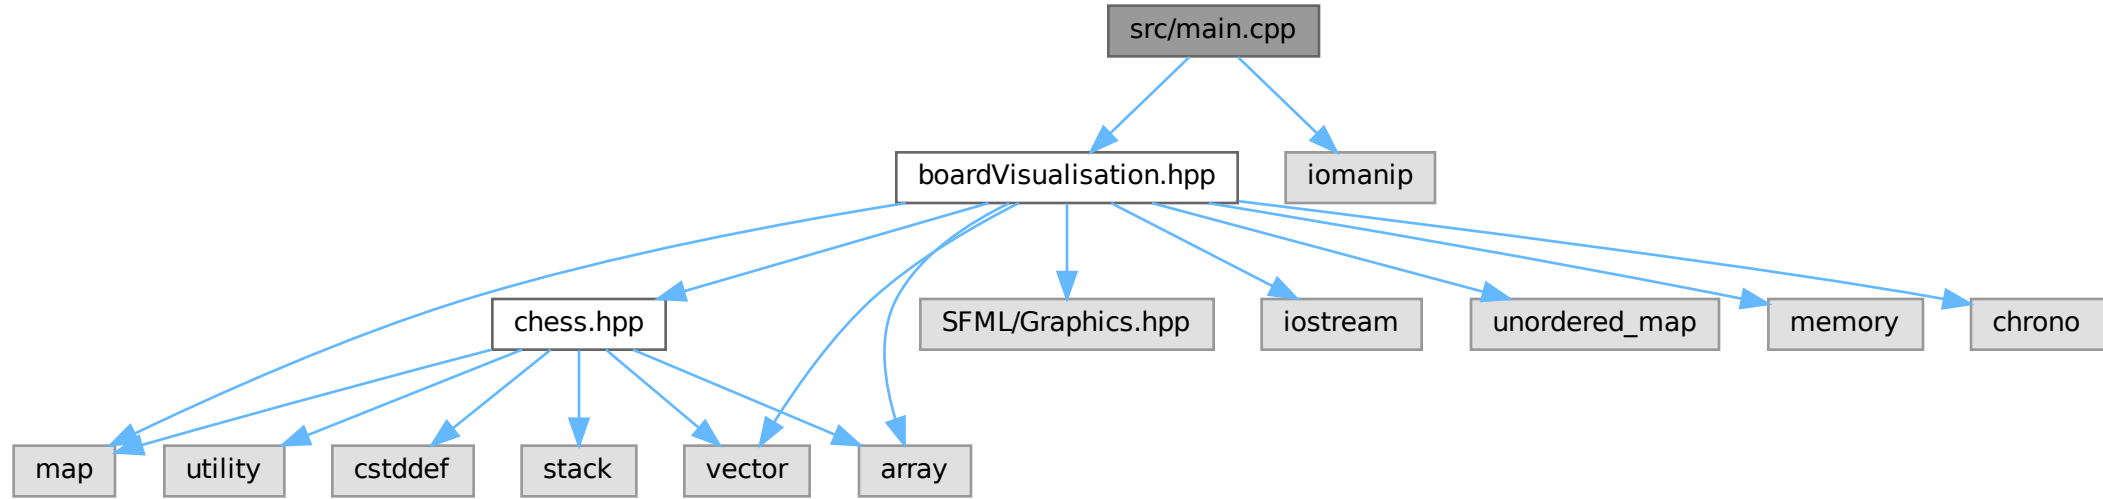 src/main.cpp
boardVisualisation.hpp
iomanip
chess.hpp
SFML/Graphics.hpp
iostream
unordered_map
memory
chrono
map
utility
cstddef
stack
vector
array